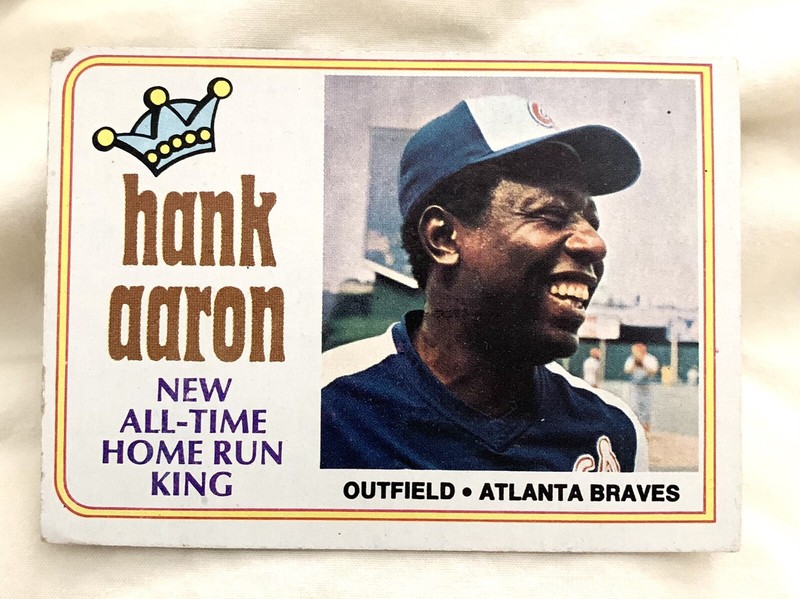 hank
aaron
NEW
ALL-TIME
HOME RUN
KING
OUTFIELD • ATLANTA BRAVES